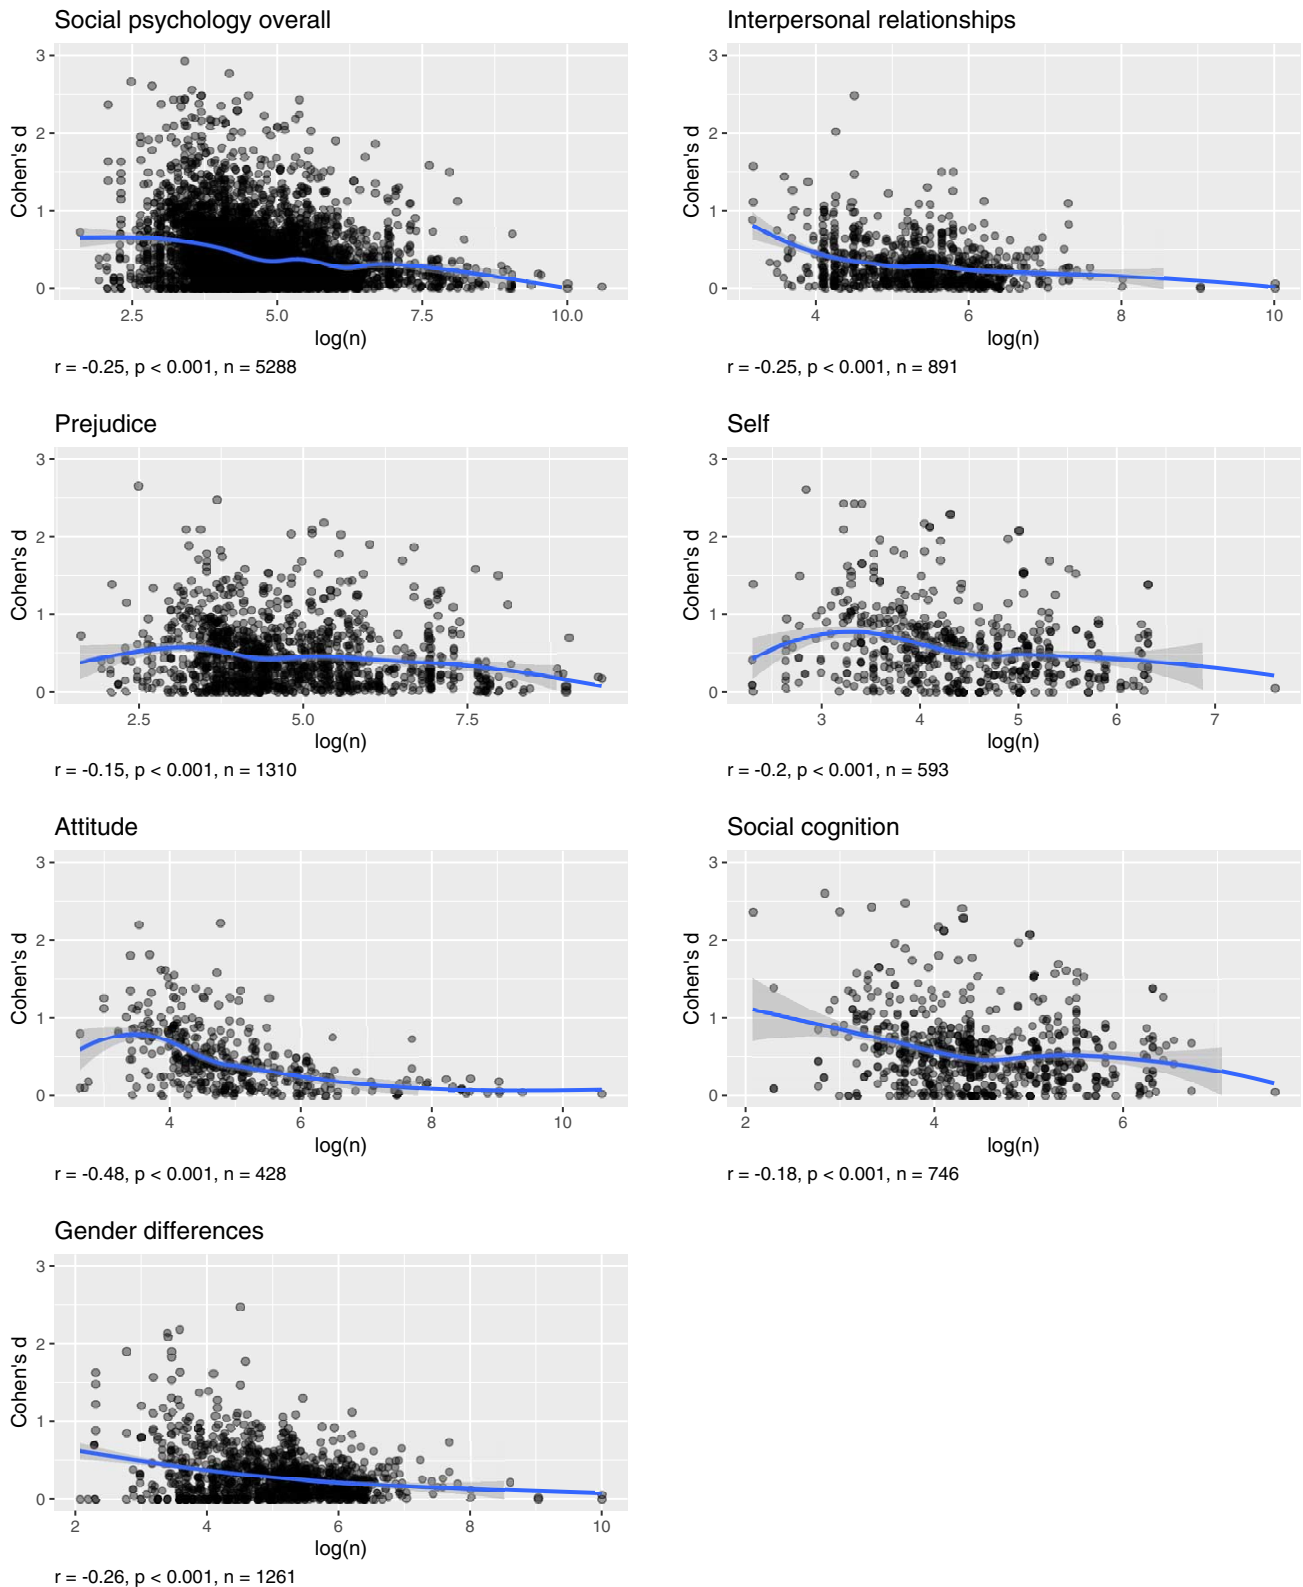 Social psychology overall
3
2
1
0
Cohen's d
2.5 5.0 7.5 10.0
log(n)
r = -0.25, p < 0.001, n = 5288
Interpersonal relationships
3
2
1
0
Cohen's d
4 6 8 10
log(n)
r = -0.25, p < 0.001, n = 891
Prejudice
3
2
1
0
Cohen's d
2.5 5.0 7.5
log(n)
r = -0.15, p < 0.001, n = 1310
Self
3
2
1
0
Cohen's d
3 4 5 6 7
log(n)
r = -0.2, p < 0.001, n = 593
Attitude
3
2
1
0
Cohen's d
4 6 8 10
log(n)
r = -0.48, p < 0.001, n = 428
Social cognition
3
2
1
0
Cohen's d
2 4 6
log(n)
r = -0.18, p < 0.001, n = 746
Gender differences
3
2
1
0
Cohen's d
2 4 6 8 10
log(n)
r = -0.26, p < 0.001, n = 1261